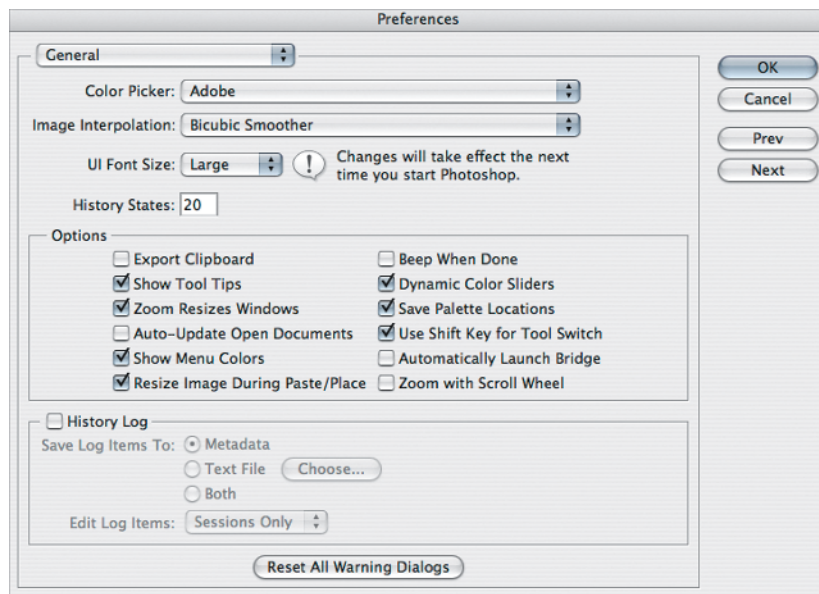 Preferences
General
Color Picker: Adobe
Image Interpolation: Bicubic Smoother
UI Font Size: Large
! Changes will take effect the next
time you start Photoshop.
History States: 20
OK
Cancel
Prev
Next
Options
Export Clipboard
Show Tool Tips
Zoom Resizes Windows
Auto-Update Open Documents
Show Menu Colors
Resize Image During Paste/Place
Beep When Done
Dynamic Color Sliders
Save Palette Locations
Use Shift Key for Tool Switch
Automatically Launch Bridge
Zoom with Scroll Wheel
History Log
Save Log Items To: Metadata
Text File Choose...
Both
Edit Log Items: Sessions Only
Reset All Warning Dialogs